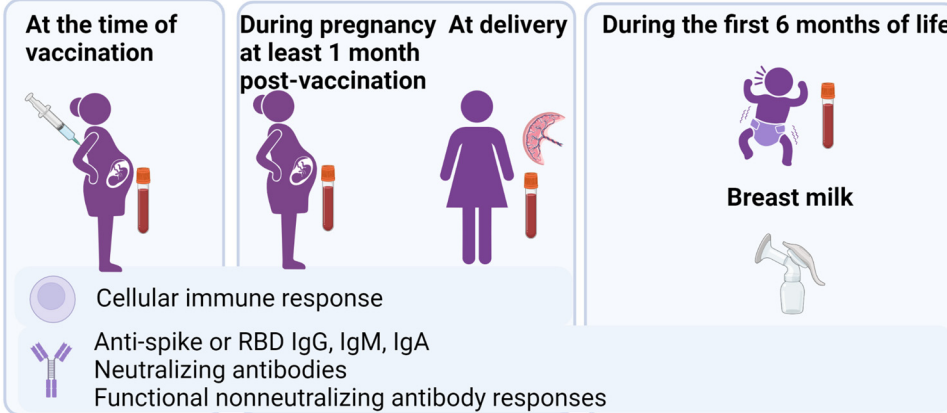 At the time of
vaccination
During pregnancy
at least 1 month
post-vaccination
At delivery
During the first 6 months of life
Breast milk
Cellular immune response
Anti-spike or RBD IgG, IgM, IgA
Neutralizing antibodies
Functional nonneutralizing antibody responses